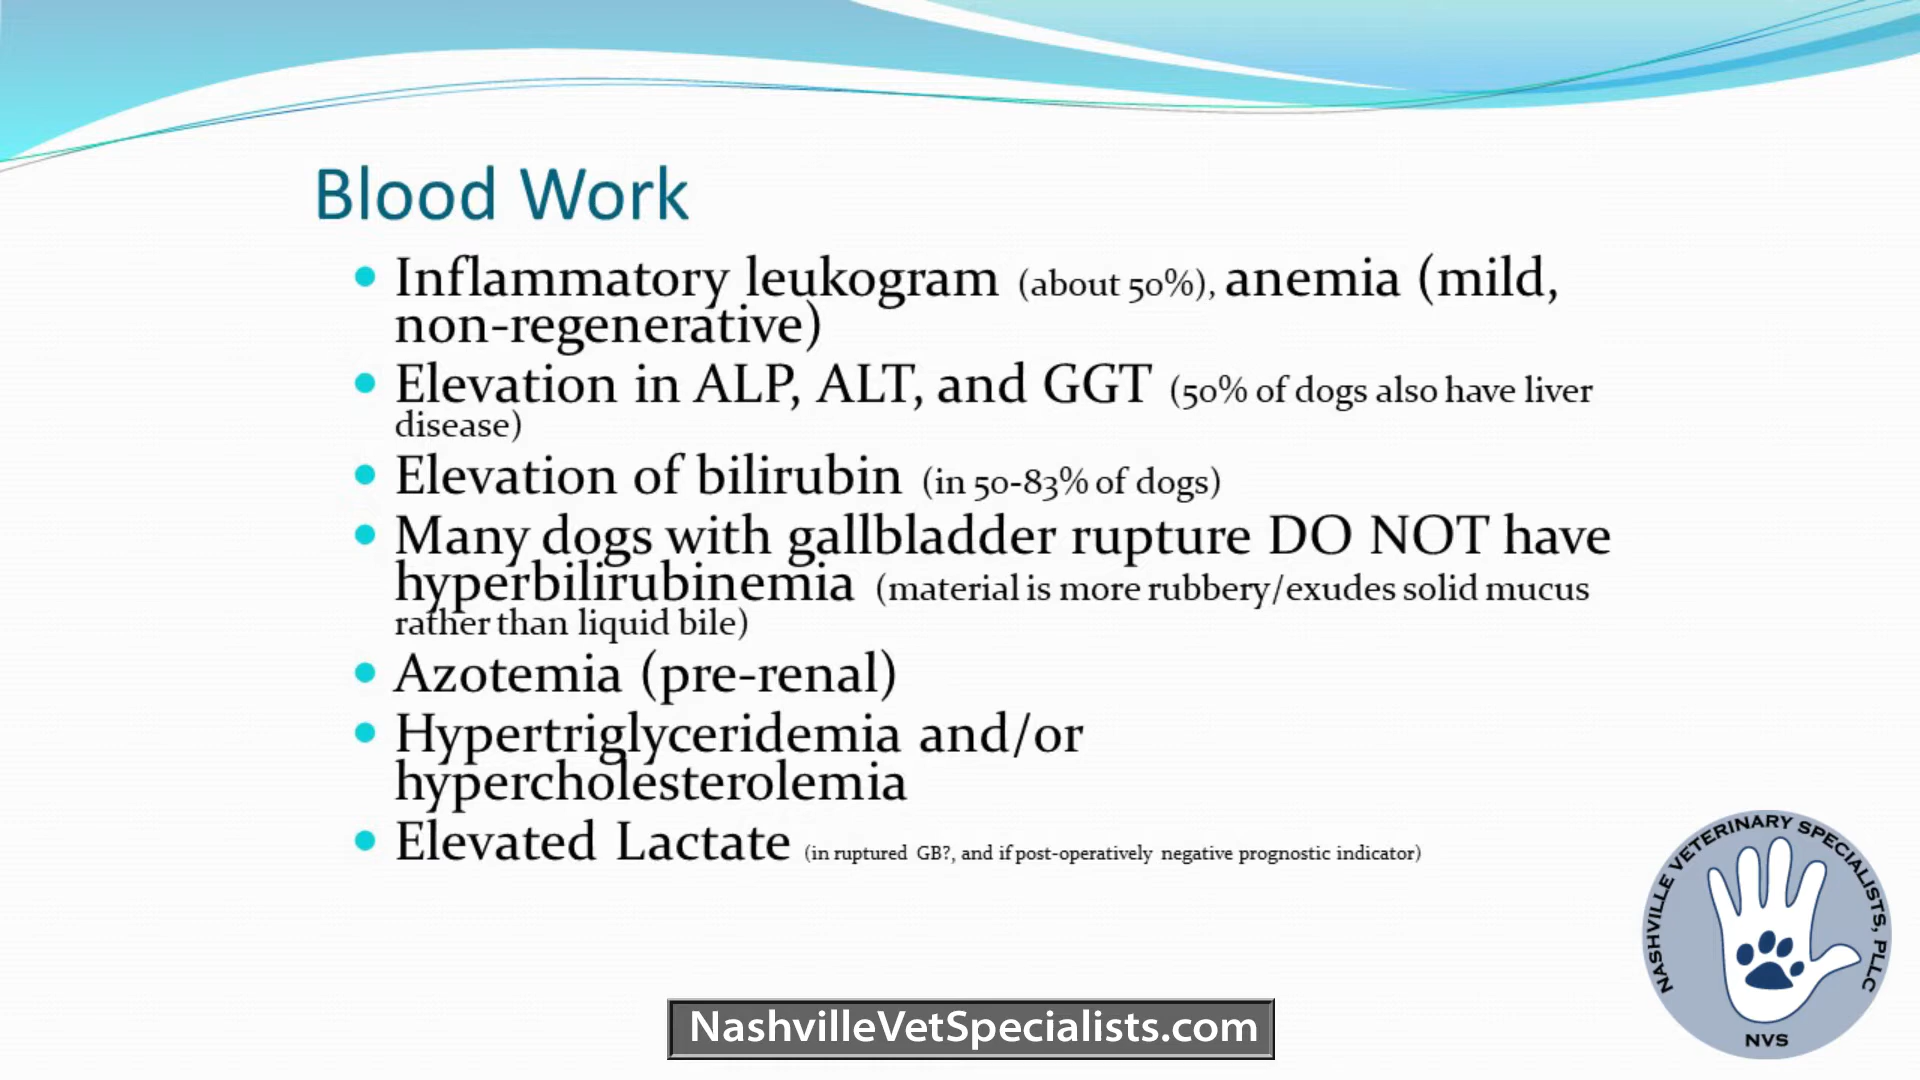 Blood Work
Inflammatory leukogram (about 50%), anemia (mild,
non-regenerative)
Elevation in ALP, ALT, and GGT (50% of dogs also have liver
disease)
Elevation of bilirubin (in 50-83% of dogs)
Many dogs with gallbladder rupture DO NOT have
hyperbilirubinemia (material is more rubbery/exudes solid mucus
rather than liquid bile)
Azotemia (pre-renal)
Hypertriglyceridemia and/or
hypercholesterolemia
Elevated Lactate (in ruptured GB?, and if post-operatively negative prognostic indicator)
NASHVILLE VETERINARY SPECIALISTS, PLLC
NVS
NashvilleVetSpecialists.com